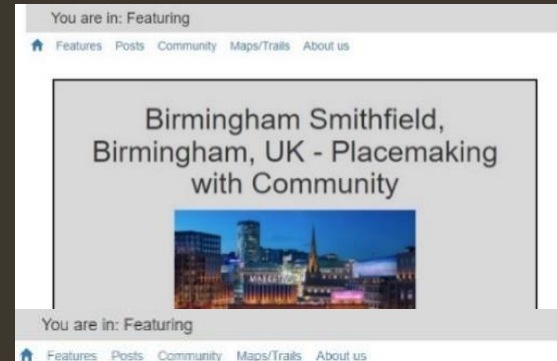 You are in: Featuring
Features Posts Community Maps/Trails About us
Birmingham Smithfield,
Birmingham, UK - Placemaking
with Community
You are in: Featuring
Features Posts Community Maps/Trails About us